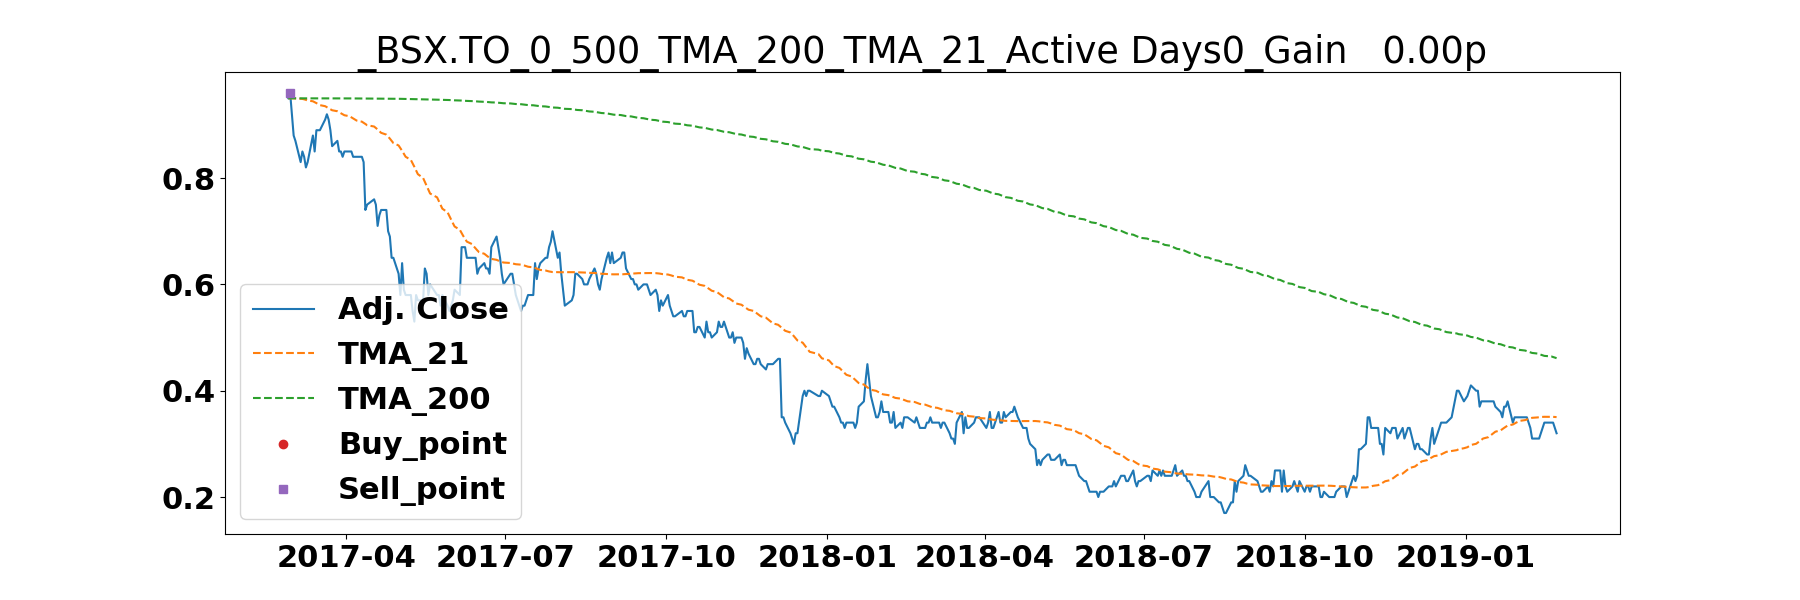 _BSX.TO_0_500_TMA_200_TMA_21_Active Days0_Gain   0.00p
0.8
0.6
0.4
0.2
Adj. Close
TMA_21
TMA_200
Buy_point
Sell_point
2017-04 2017-07 2017-10 2018-01 2018-04 2018-07 2018-10 2019-01